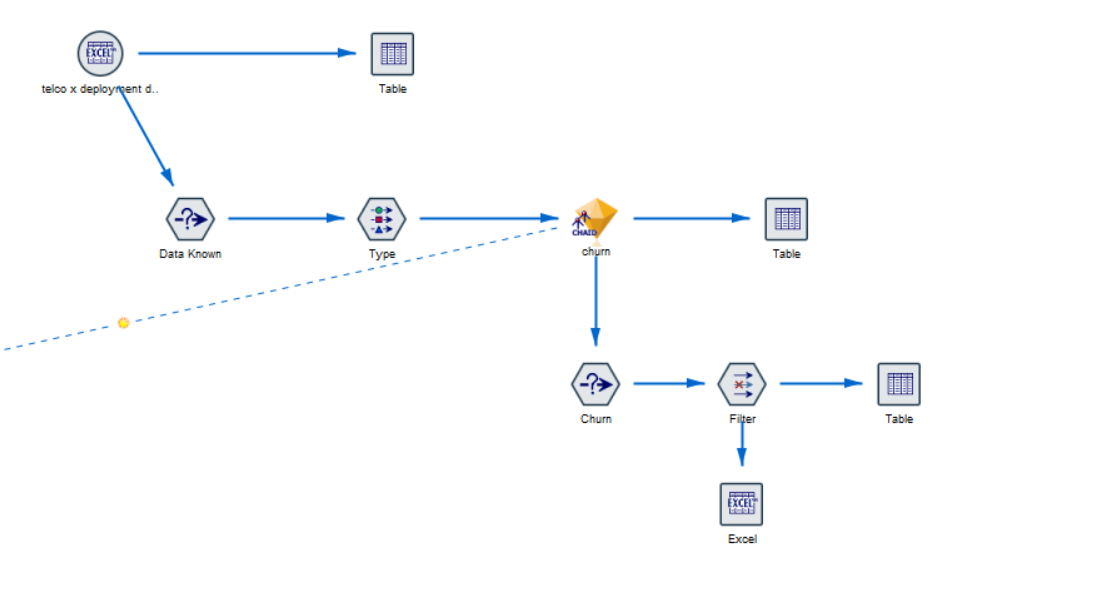 EXCEL
telco x deployment d..
Table
-?->
Data Known
Type
CHAID
churn
Table
-?->
Churn
Filter
Table
EXCEL
Excel